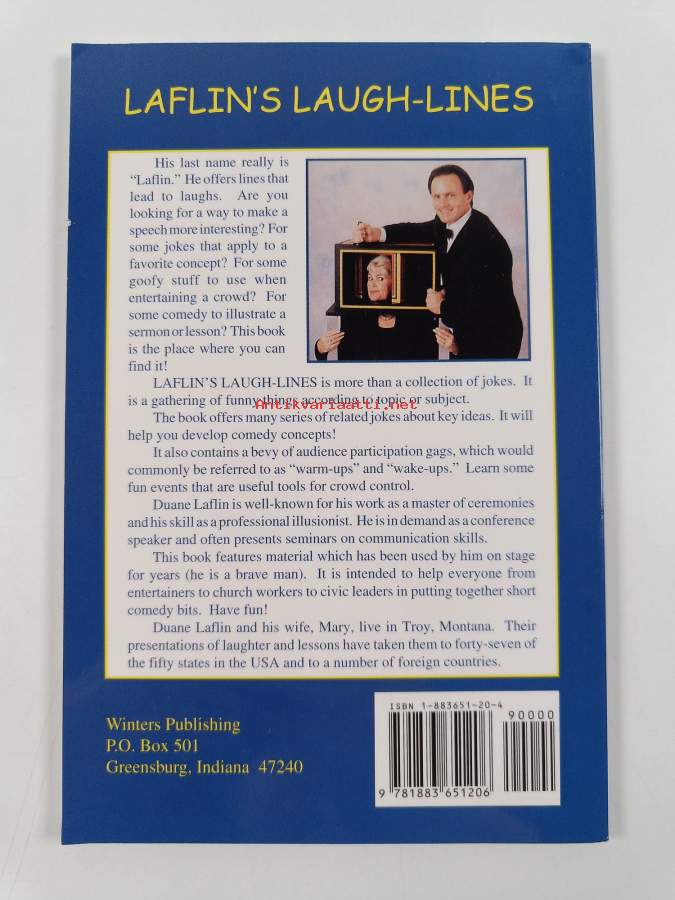 LAFLIN'S LAUGH-LINES
His last name really is
“Laflin.” He offers lines that
lead to laughs. Are you
looking for a way to make a
speech more interesting? For
some jokes that apply to a
favorite concept? For some
goofy stuff to use when
entertaining a crowd? For
some comedy to illustrate a
sermon or lesson? This book
is the place where you can
find it!
LAFLIN'S LAUGH-LINES is more than a collection of jokes. It
is a gathering of funny things according to topic or subject.
Antikvariaatti.net
The book offers many series of related jokes about key ideas. It will
help you develop comedy concepts!
It also contains a bevy of audience participation gags, which would
commonly be referred to as “warm-ups” and “wake-ups.” Learn some
fun events that are useful tools for crowd control.
Duane Laflin is well-known for his work as a master of ceremonies
and his skill as a professional illusionist. He is in demand as a conference
speaker and often presents seminars on communication skills.
This book features material which has been used by him on stage
for years (he is a brave man). It is intended to help everyone from
entertainers to church workers to civic leaders in putting together short
comedy bits. Have fun!
Duane Laflin and his wife, Mary, live in Troy, Montana. Their
presentations of laughter and lessons have taken them to forty-seven of
the fifty states in the USA and to a number of foreign countries.
Winters Publishing
P.O. Box 501
Greensburg, Indiana 47240
ISBN 1-883651-20-4
90000
9 781883 651206